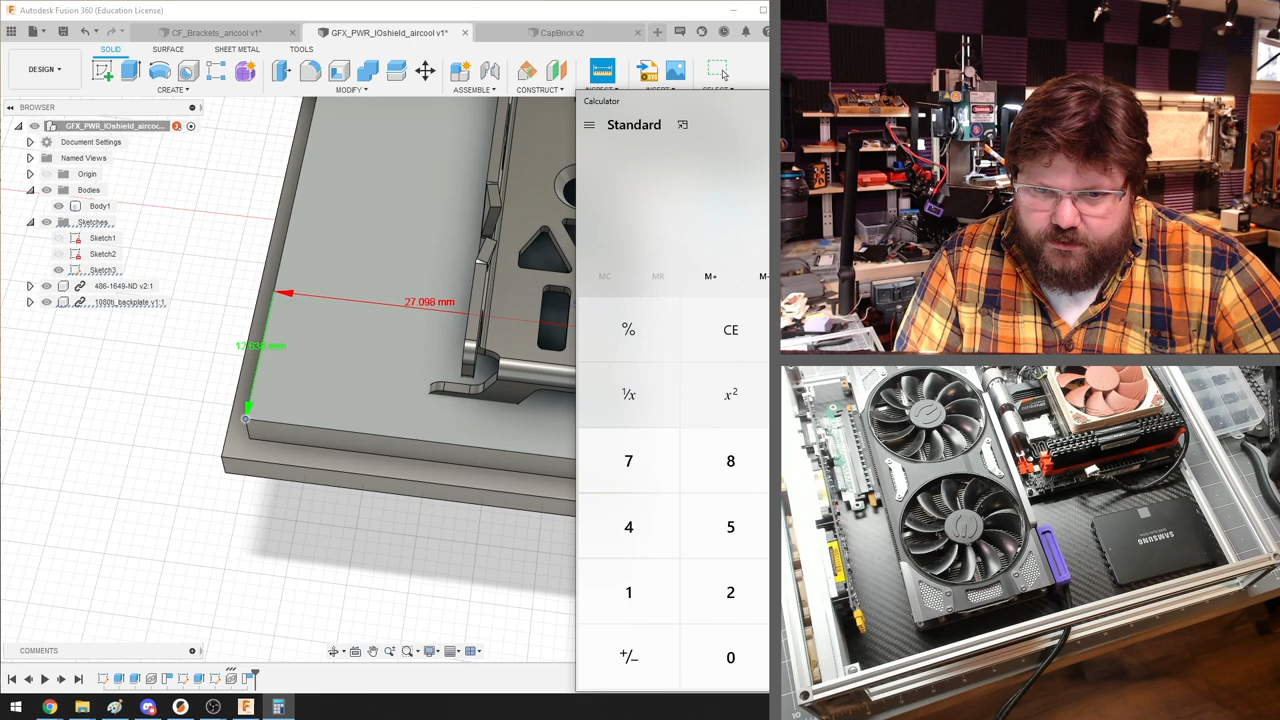 Autodesk Fusion 360 (Education License)
CF_Brackets_aricool v1*
GFX_PWR_IOshield_aircool v1*
CapBrick v2
SOLID
SURFACE
SHEET METAL
TOOLS
DESIGN
CREATE
MODIFY
ASSEMBLE
CONSTRUCT
BROWSER
GFX_PWR_IOshield_aircoc...
Document Settings
Named Views
Origin
Bodies
Body1
Sketches
Sketch1
Sketch2
Sketch3
486-1649-ND v2:1
1080ti_backplate v1:1
27.098 mm
Calculator
Standard
MC
MR
M+
%
CE
¹/x
x²
7
8
4
5
1
2
+/−
0
COMMENTS
SAMSUNG